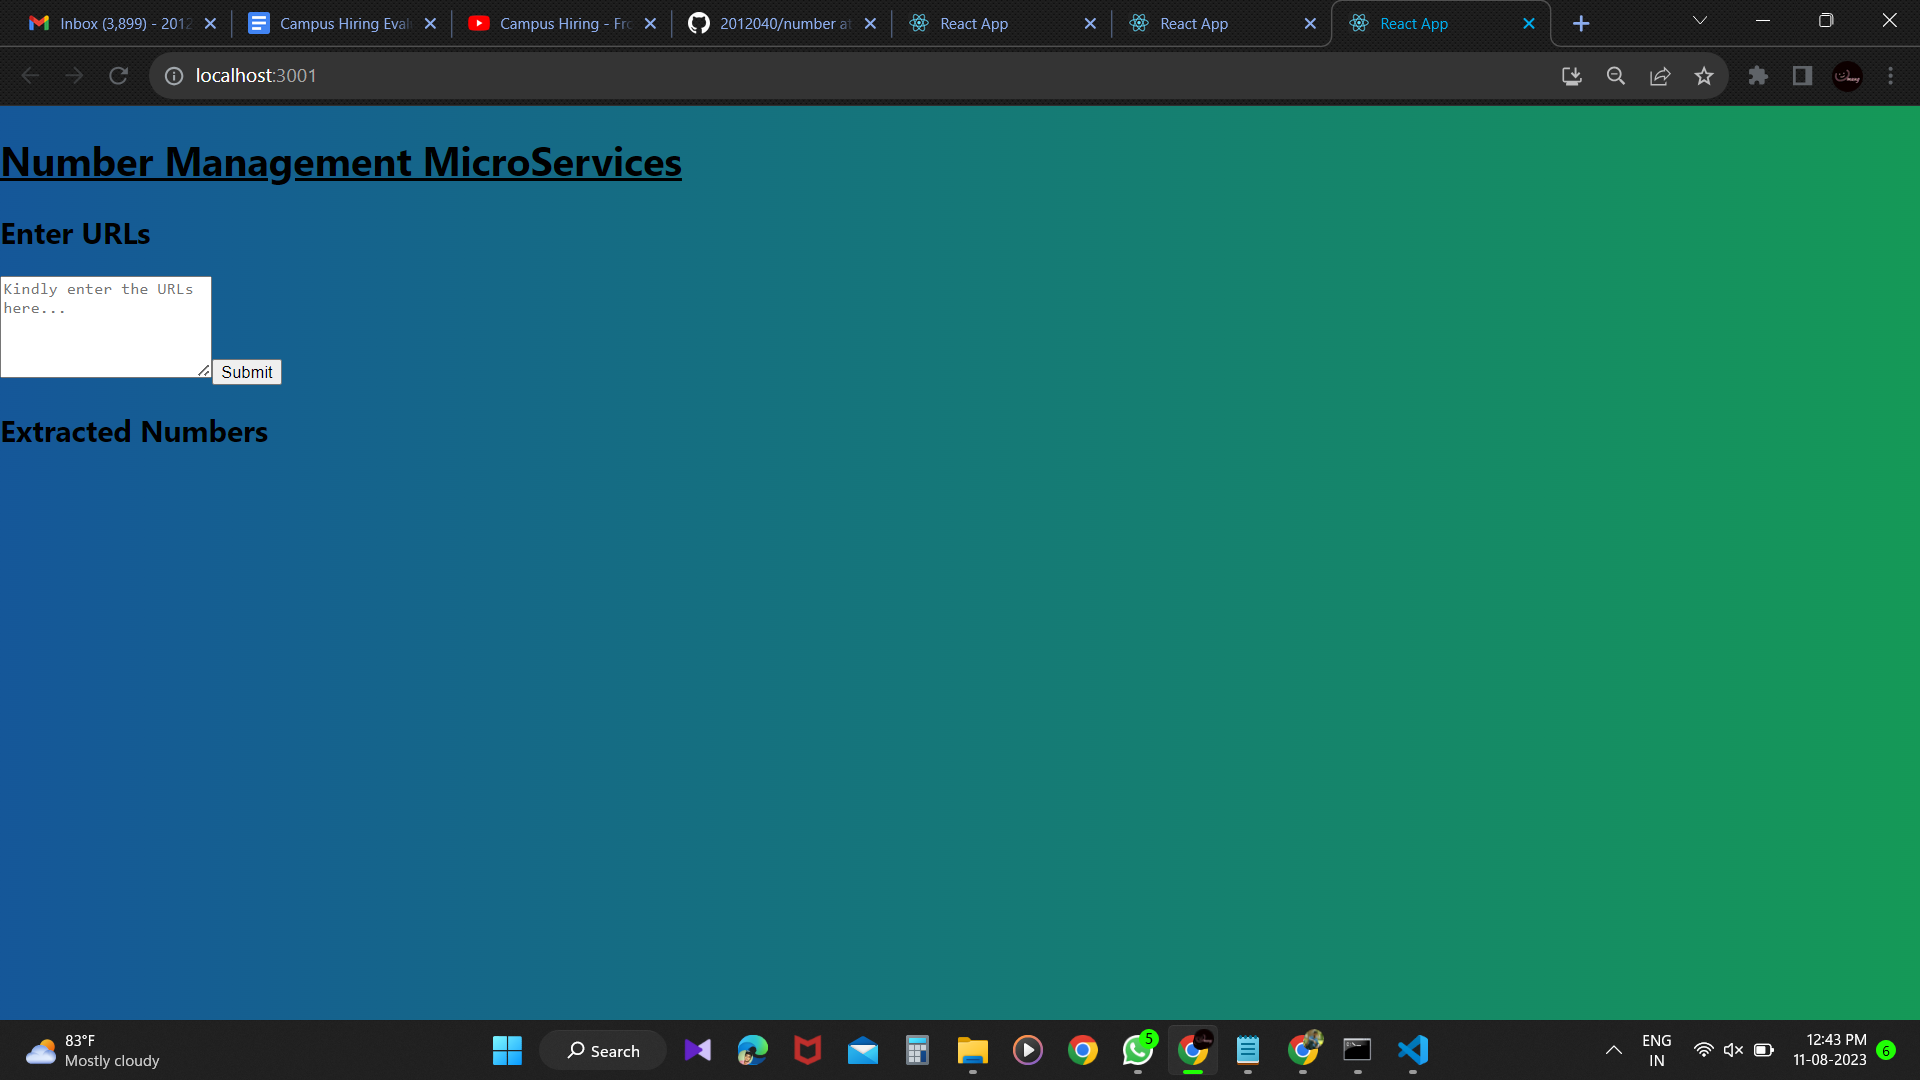 Inbox (3,899) - 2012
Campus Hiring Eval
Campus Hiring - Fro
2012040/number at
React App
React App
React App
localhost:3001
Number Management MicroServices
Enter URLs
Kindly enter the URLs
here...
Submit
Extracted Numbers
83°F
Mostly cloudy
Search
5
ENG
IN
12:43 PM
11-08-2023
6